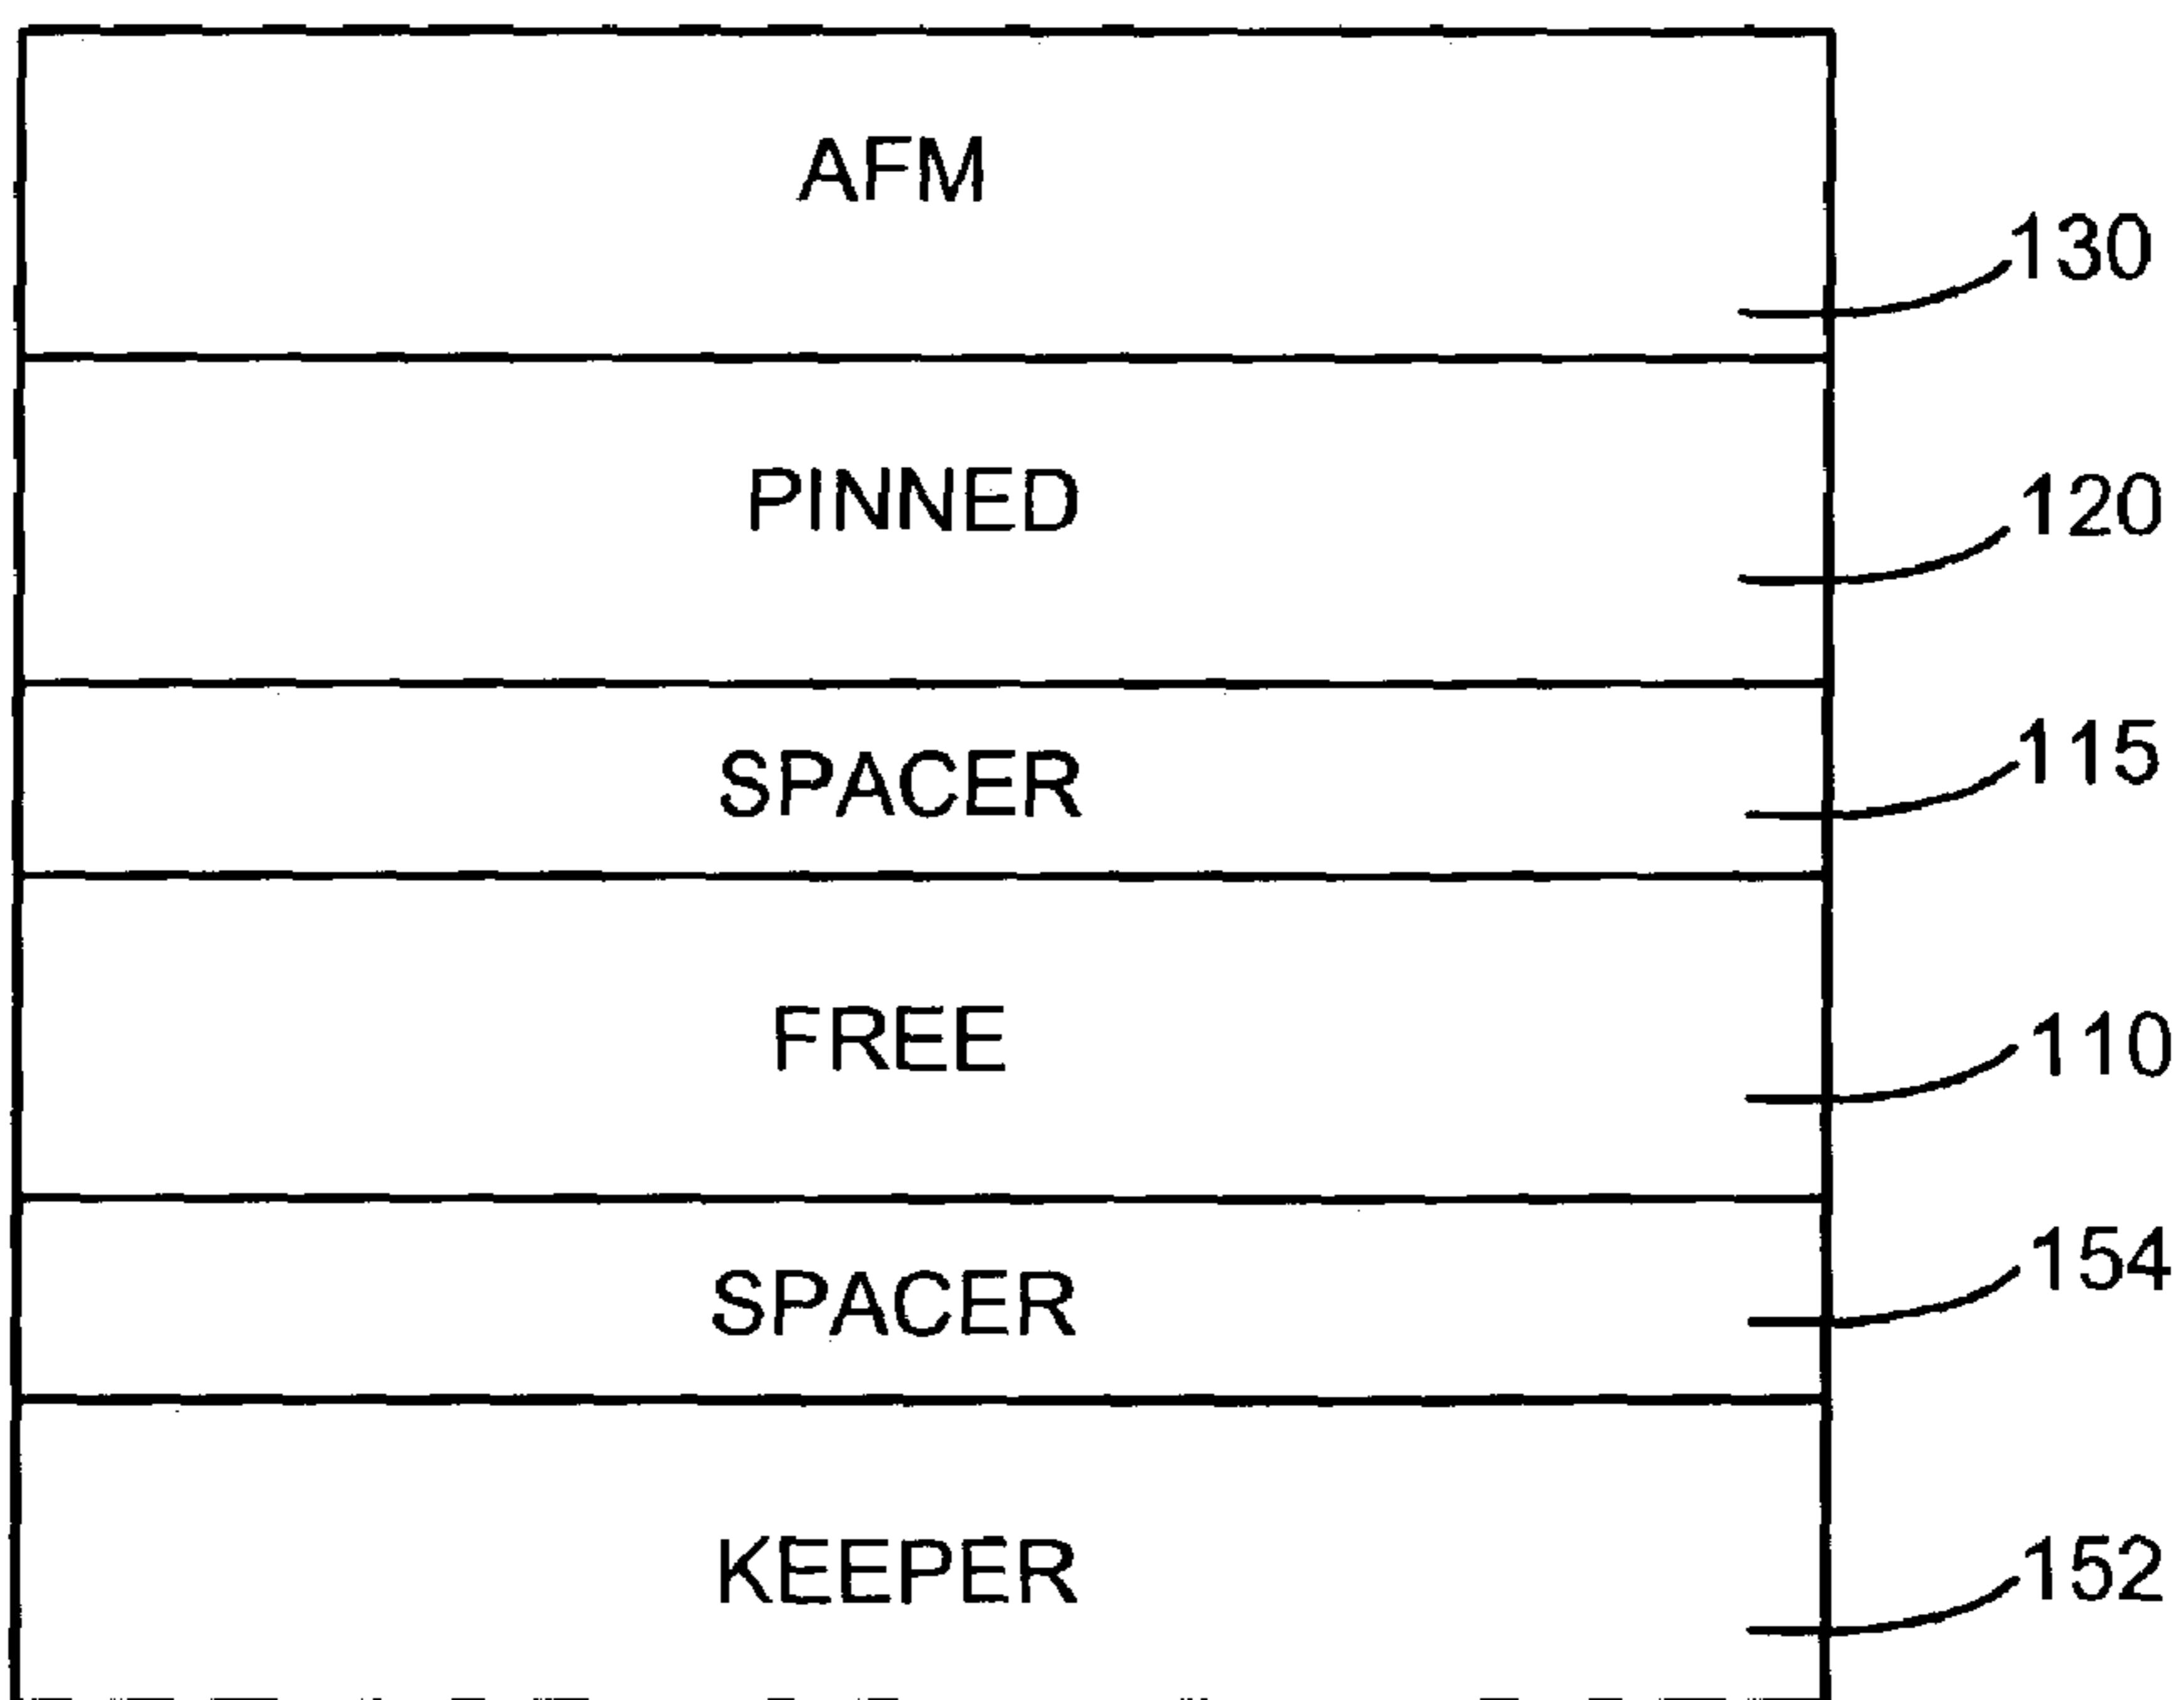 AFM
130
PINNED
120
SPACER
115
FREE
110
SPACER
154
KEEPER
152